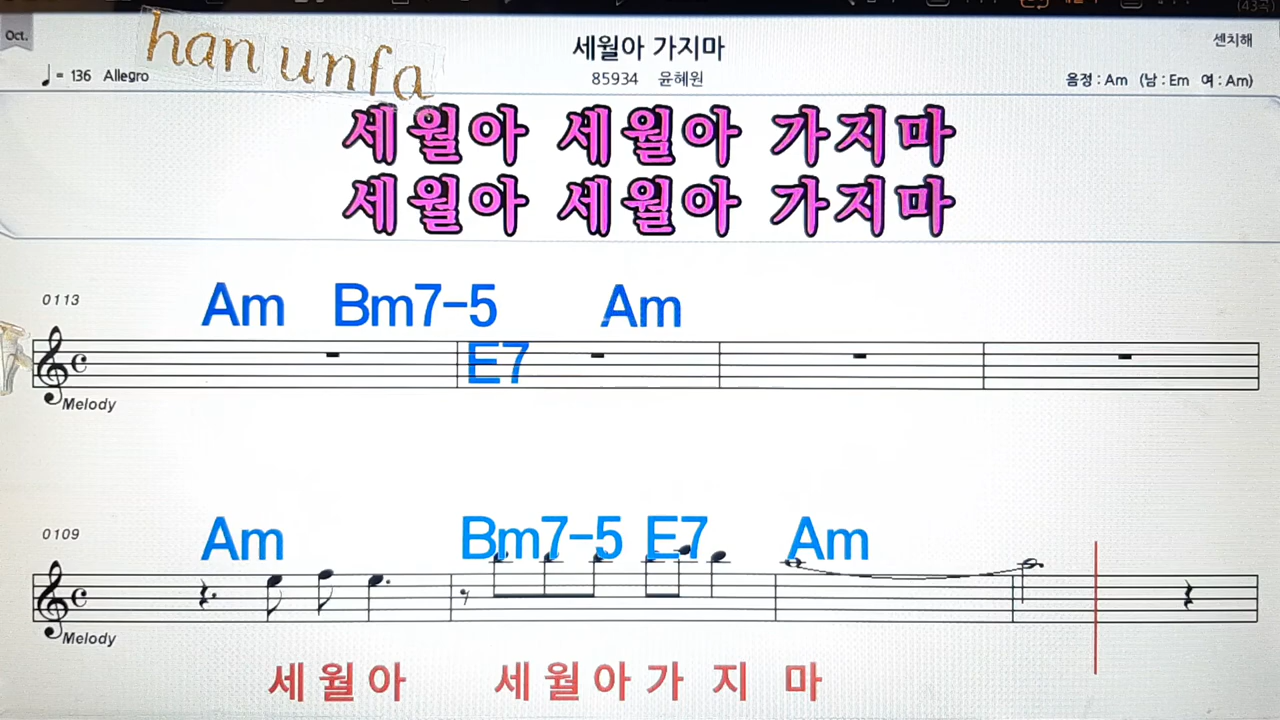 (43곡)
Oct.
han unfa
세월아 가지마
센치해
♩ = 136 Allegro
85934 윤혜원
음정 : Am (남 : Em 여 : Am)
세월아 세월아 가지마
세월아 세월아 가지마
0113
Am Bm7-5 Am
E7
Melody
0109
Am Bm7-5 E7 Am
Melody
세 월 아 세 월 아 가 지 마